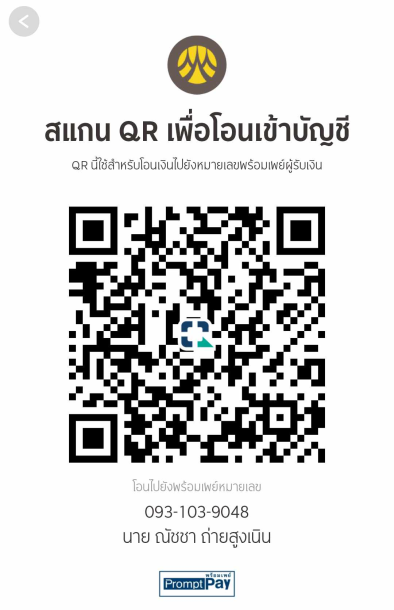 สแกน QR เพื่อโอนเข้าบัญชี
QR นี้ใช้สำหรับโอนเงินไปยังหมายเลขพร้อมเพย์ผู้รับเงิน
โอนไปยังพร้อมเพย์หมายเลข
093-103-9048
นาย ณัชชา ถ่ายสูงเนิน
พร้อมเพย์
PromptPay